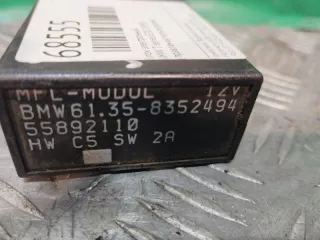 68555
MFL-MODUL 12V
BMW61.35-8352494
55892110
HW C5 SW 2A